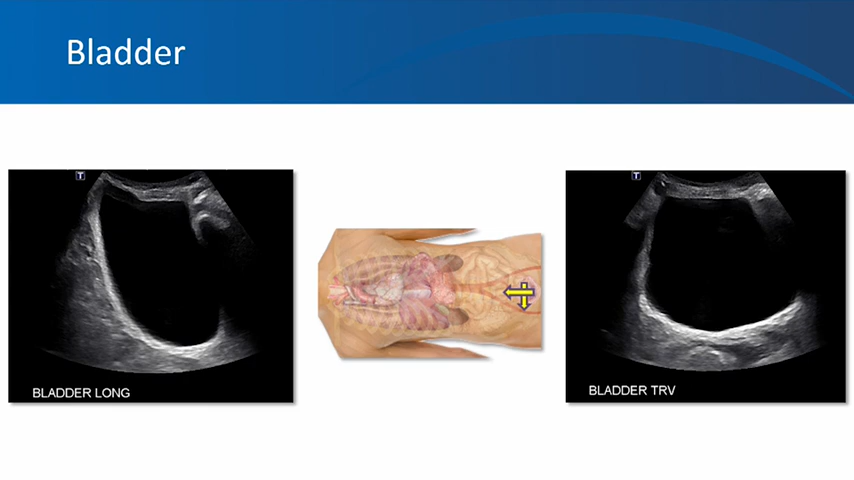 Bladder
T
BLADDER LONG
T
BLADDER TRV